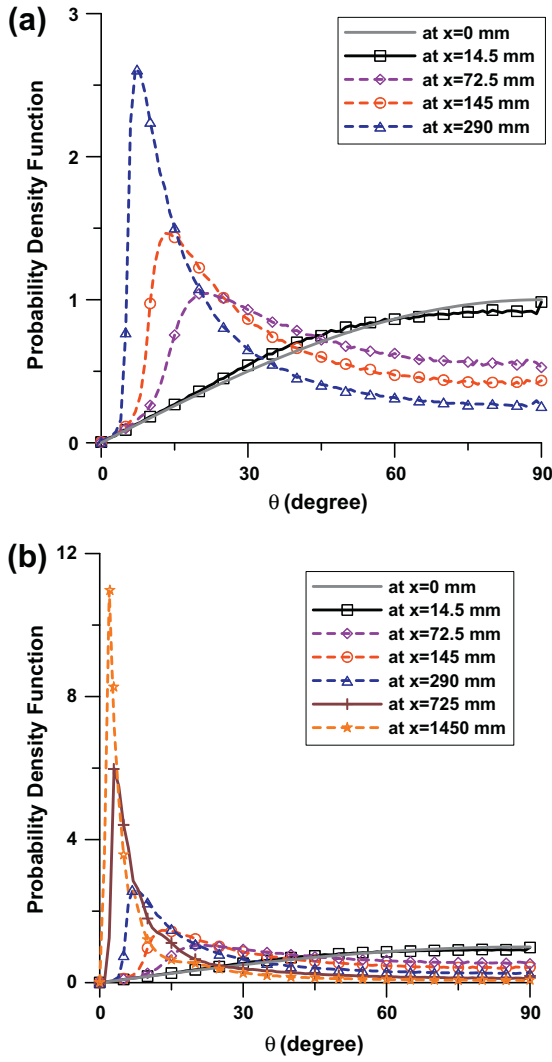 (a)
3
2
1
0
Probability Density Function
at x=0 mm
at x=14.5 mm
at x=72.5 mm
at x=145 mm
at x=290 mm
0
30
60
90
θ (degree)
(b)
12
8
4
0
Probability Density Function
at x=0 mm
at x=14.5 mm
at x=72.5 mm
at x=145 mm
at x=290 mm
at x=725 mm
at x=1450 mm
0
30
60
90
θ (degree)